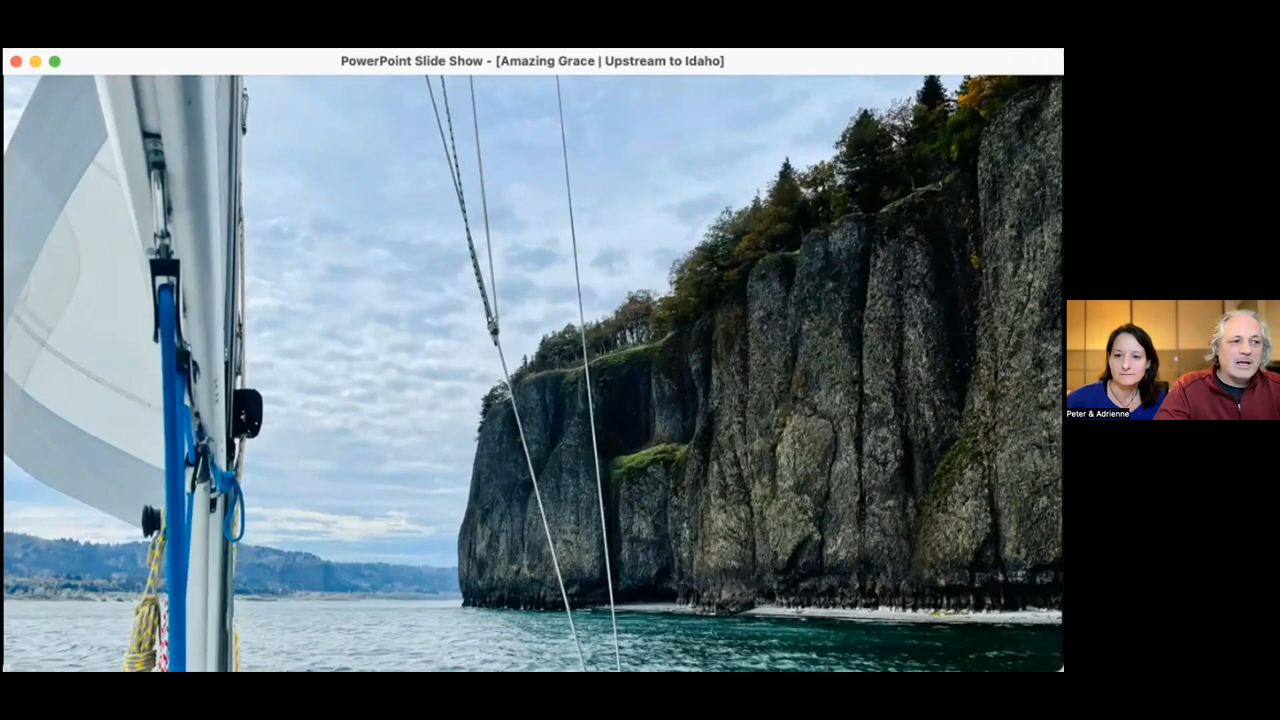 PowerPoint Slide Show - [Amazing Grace | Upstream to Idaho]
Peter & Adrienne